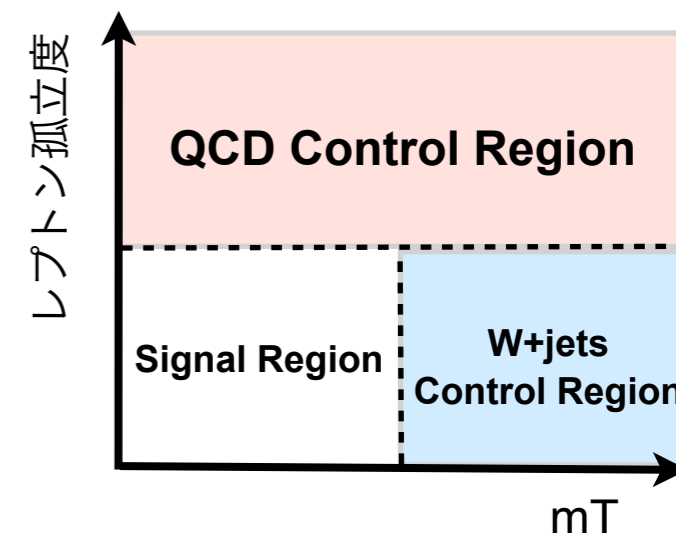 レプトン孤立度
QCD Control Region
Signal Region
W+jets
Control Region
mT